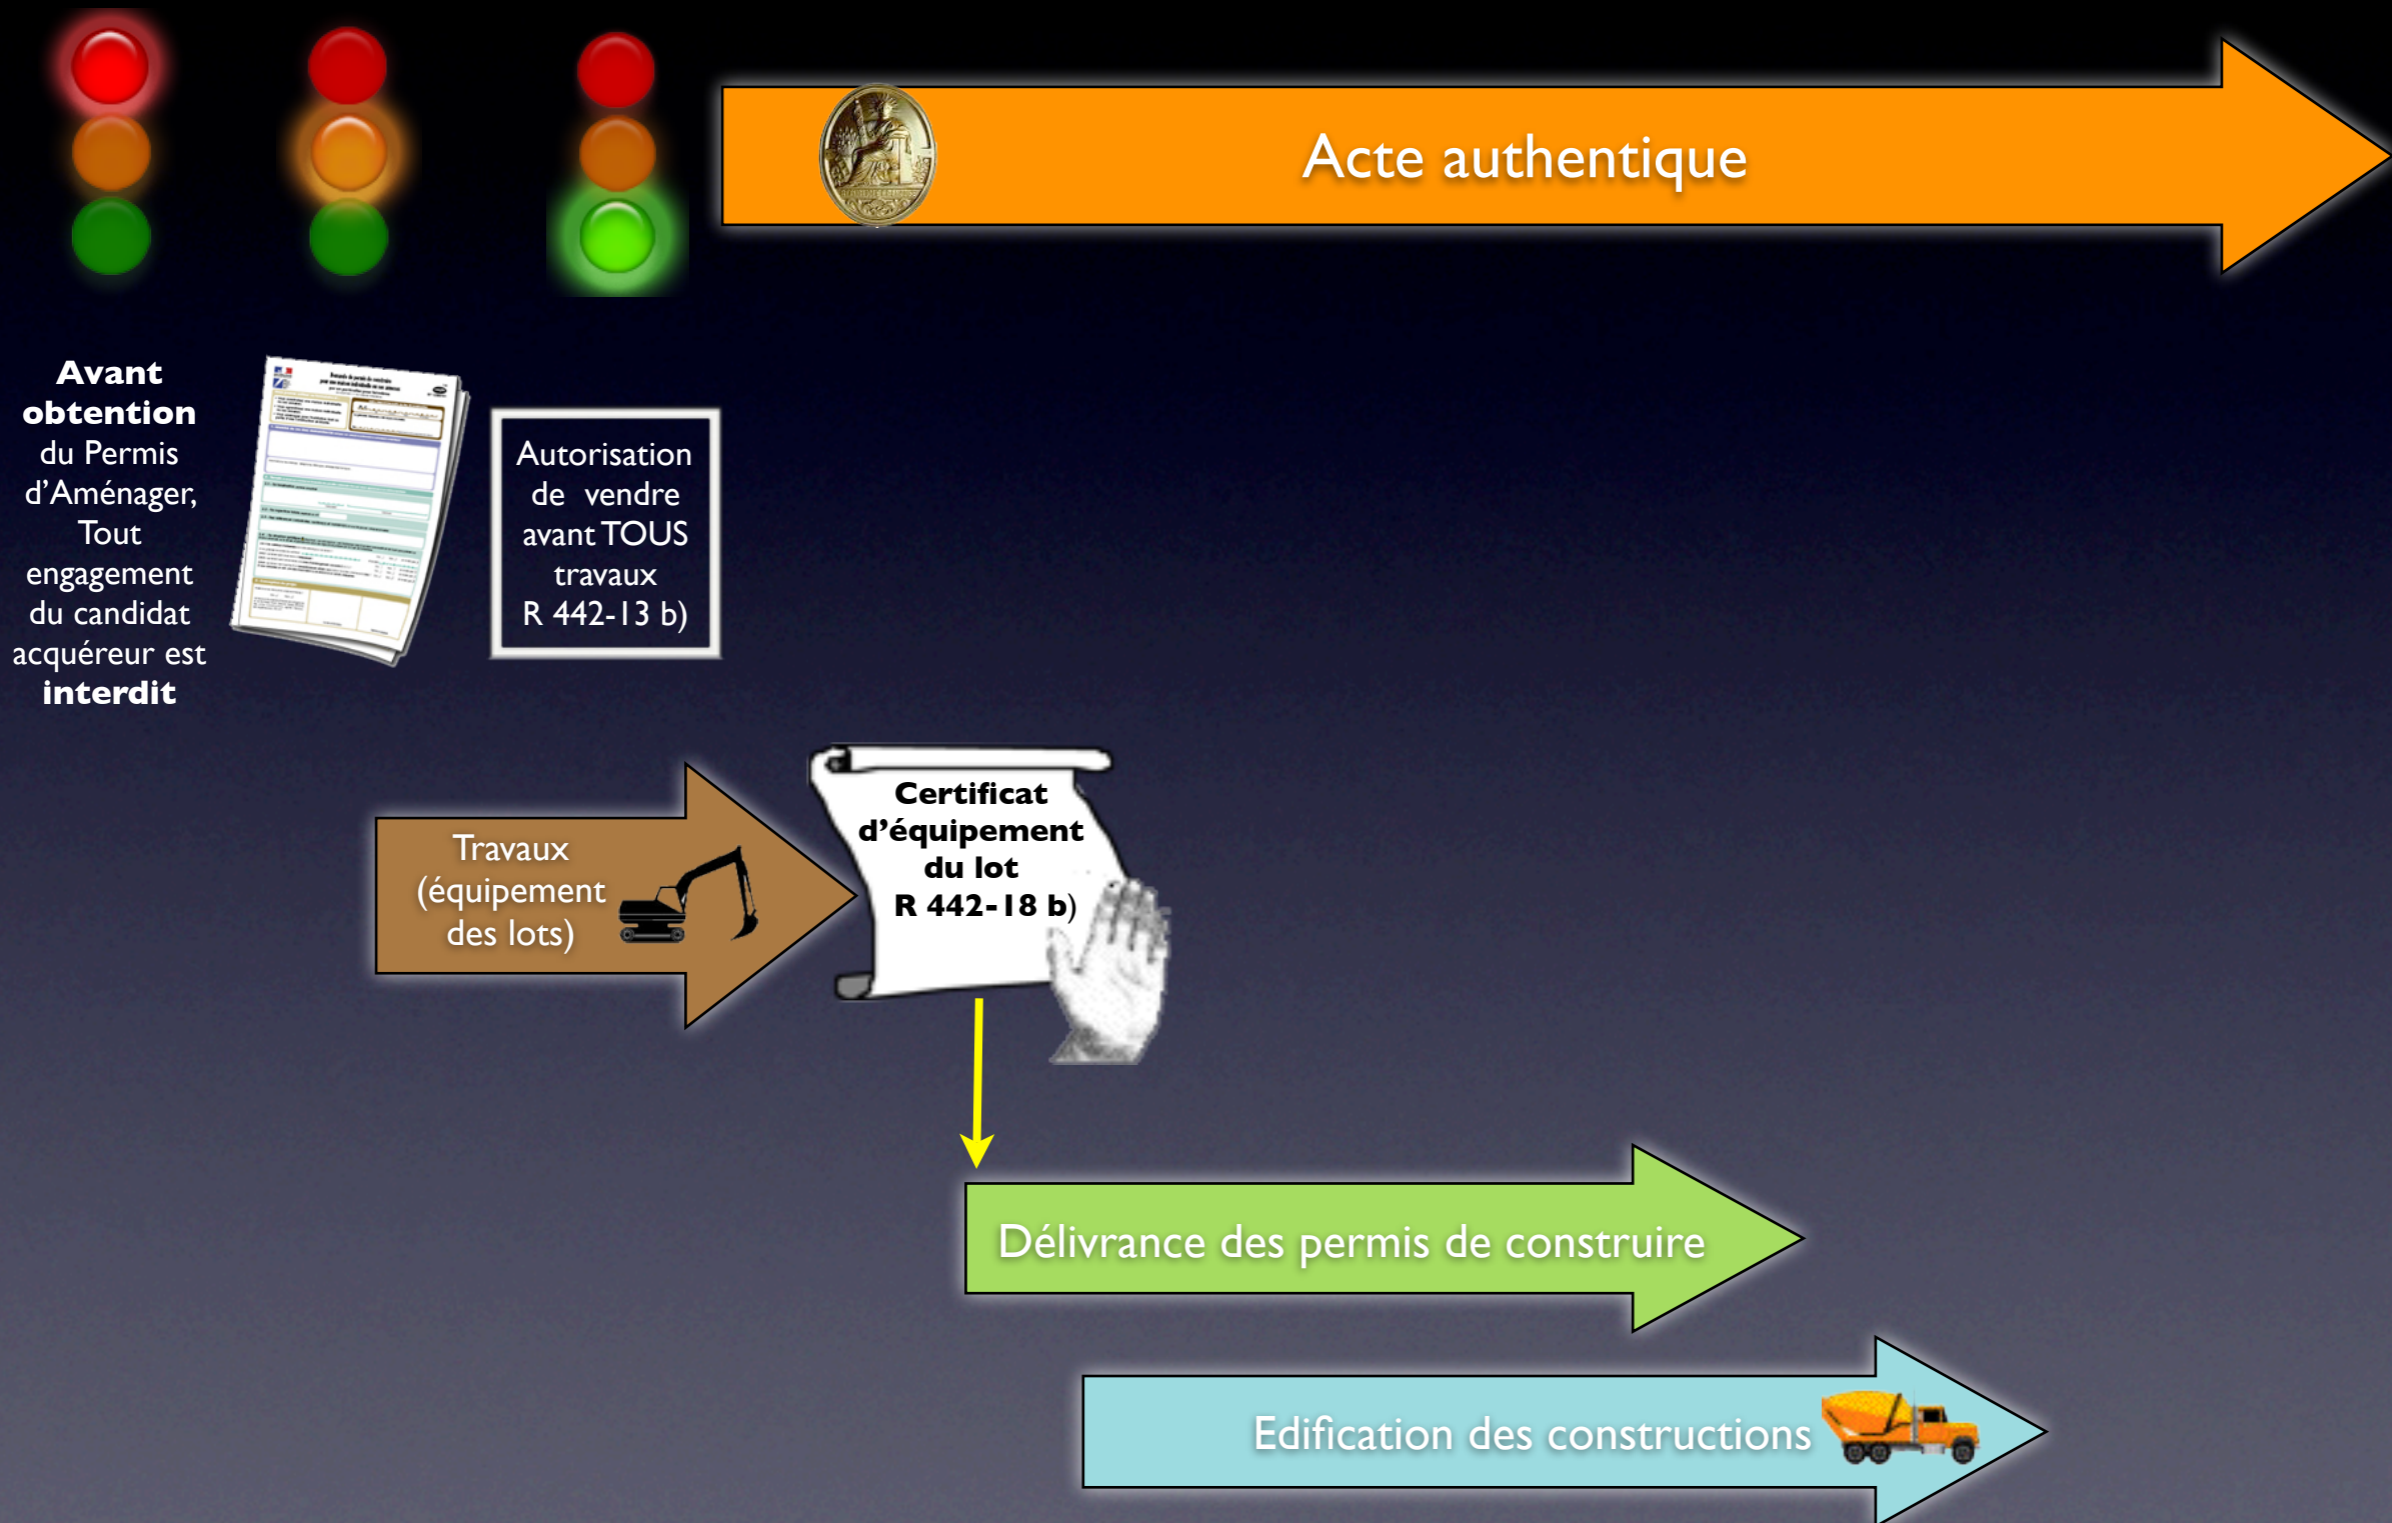 Acte authentique
Avant
obtention
du Permis
d'Aménager,
Tout
engagement
du candidat
acquéreur est
interdit
Autorisation
de vendre
avant TOUS
travaux
R 442-13 b)
Travaux
(équipement
des lots)
Certificat
d'équipement
du lot
R 442-18 b)
Délivrance des permis de construire
Edification des constructions